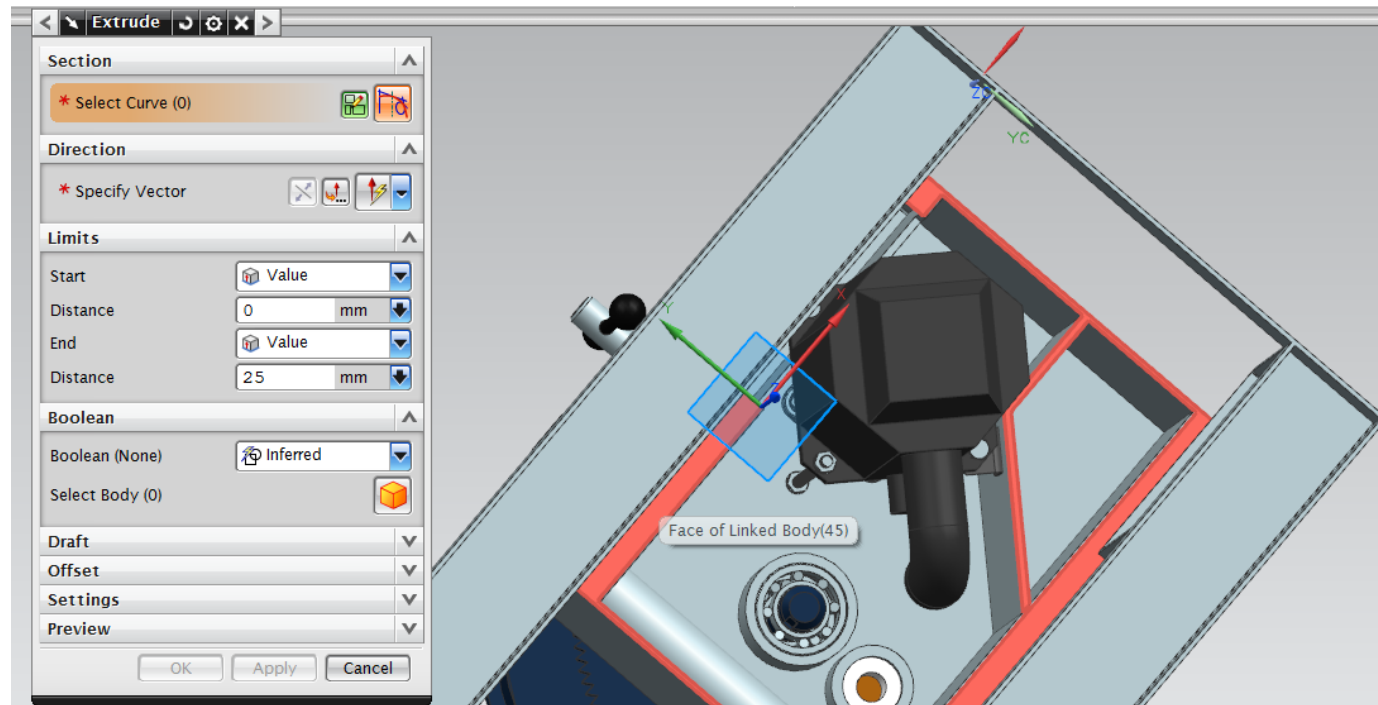 Extrude
Section
* Select Curve (0)
Direction
* Specify Vector
Limits
Start Value
Distance 0 mm
End Value
Distance 25 mm
Boolean
Boolean (None) Inferred
Select Body (0)
Draft
Offset
Settings
Preview
OK Apply Cancel
ZC
YC
X
Y
Z
Face of Linked Body(45)